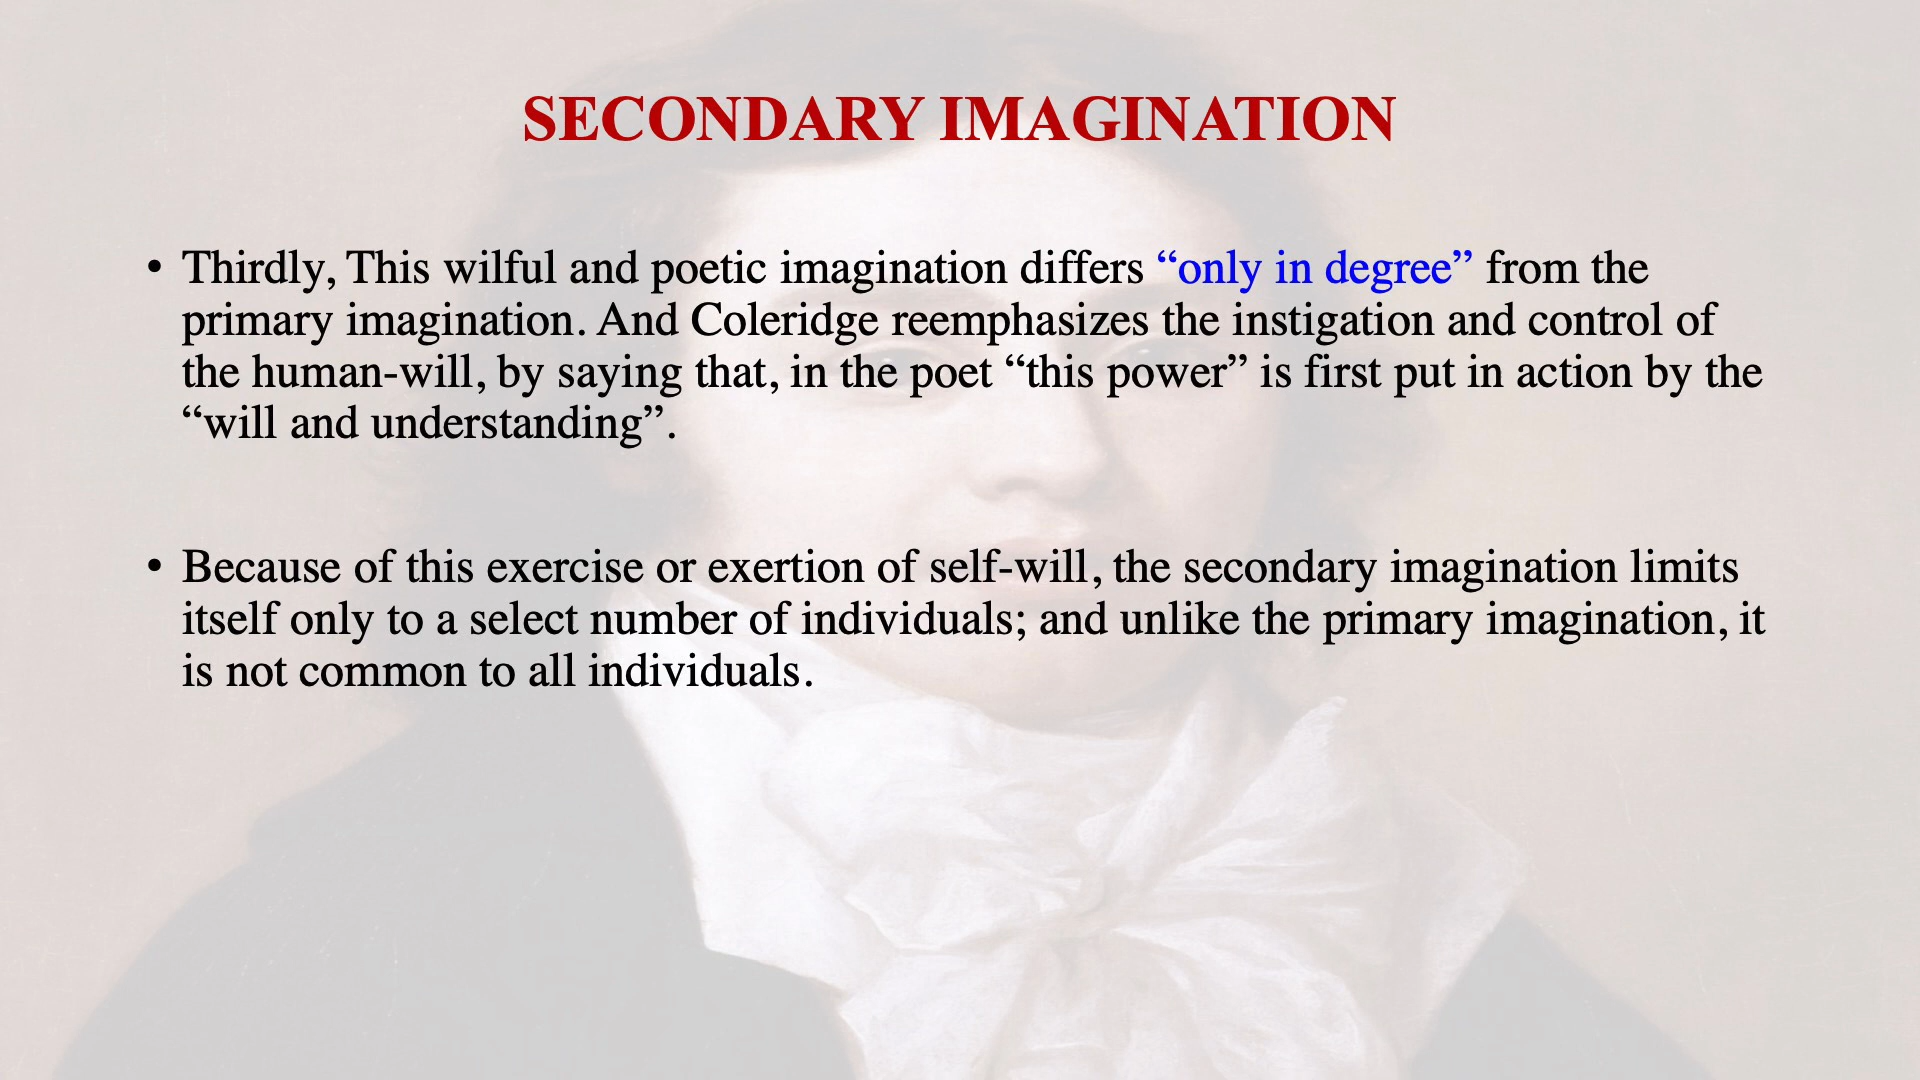 SECONDARY IMAGINATION
• Thirdly, This wilful and poetic imagination differs “only in degree” from the
primary imagination. And Coleridge reemphasizes the instigation and control of
the human-will, by saying that, in the poet “this power” is first put in action by the
“will and understanding”.
• Because of this exercise or exertion of self-will, the secondary imagination limits
itself only to a select number of individuals; and unlike the primary imagination, it
is not common to all individuals.